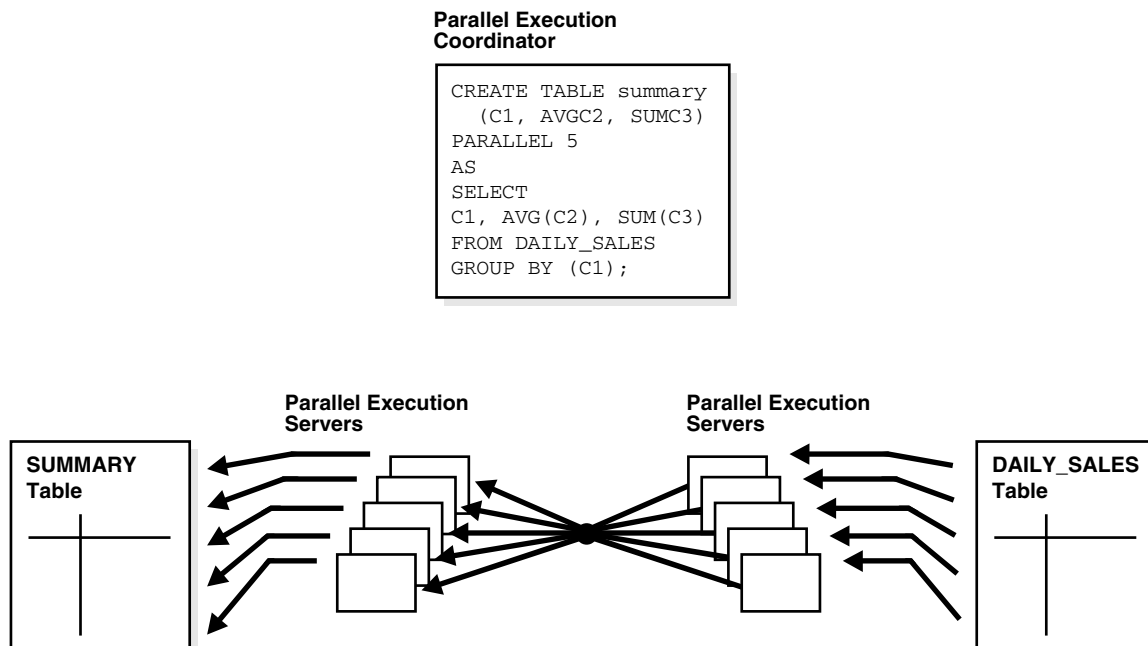 Parallel Execution
Coordinator
CREATE TABLE summary
(C1, AVGC2, SUMC3)
PARALLEL 5
AS
SELECT
C1, AVG(C2), SUM(C3)
FROM DAILY_SALES
GROUP BY (C1);
Parallel Execution
Servers
Parallel Execution
Servers
SUMMARY
Table
DAILY_SALES
Table